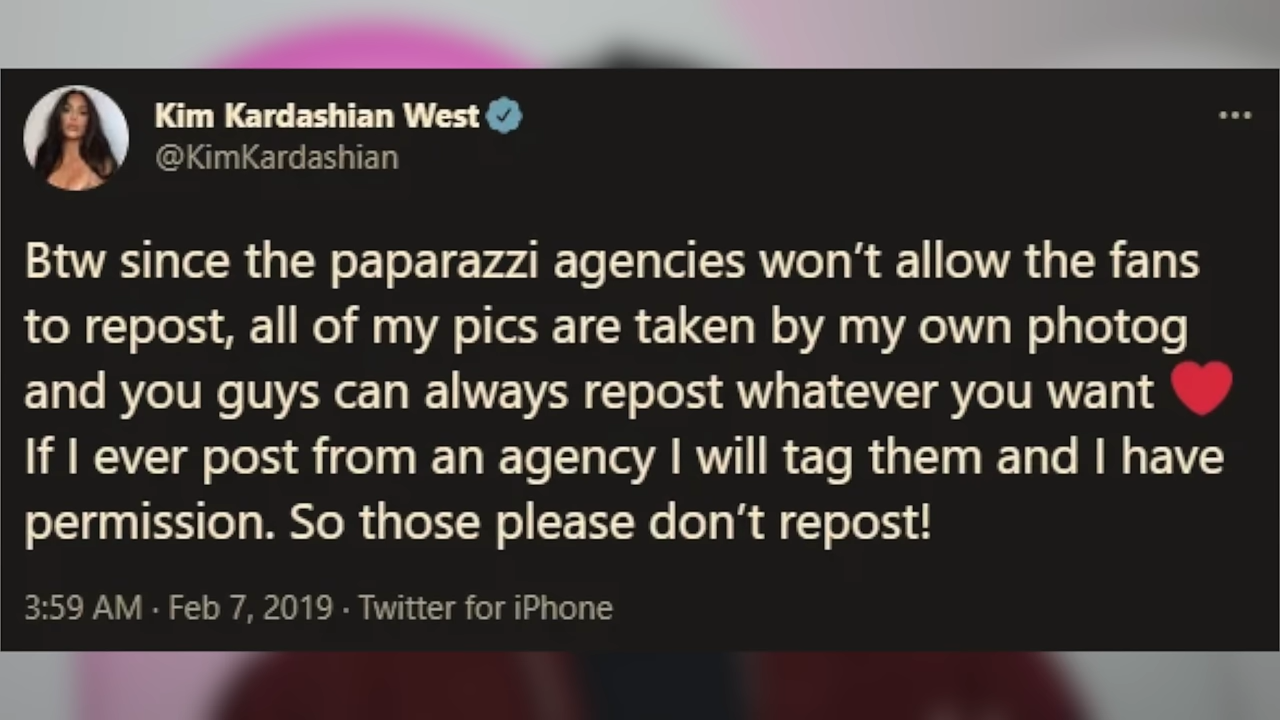 Kim Kardashian West
@KimKardashian
Btw since the paparazzi agencies won’t allow the fans
to repost, all of my pics are taken by my own photog
and you guys can always repost whatever you want ❤️
If I ever post from an agency I will tag them and I have
permission. So those please don’t repost!
3:59 AM · Feb 7, 2019 · Twitter for iPhone